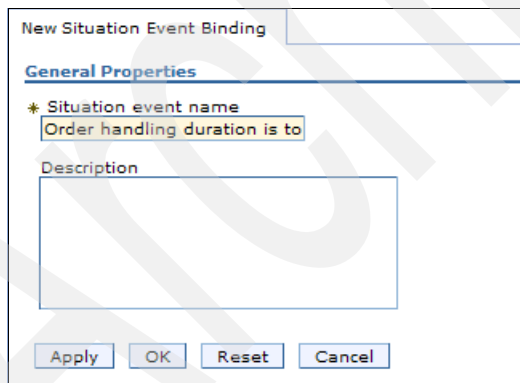 New Situation Event Binding
General Properties
* Situation event name
Order handling duration is to
Description
Apply OK Reset Cancel